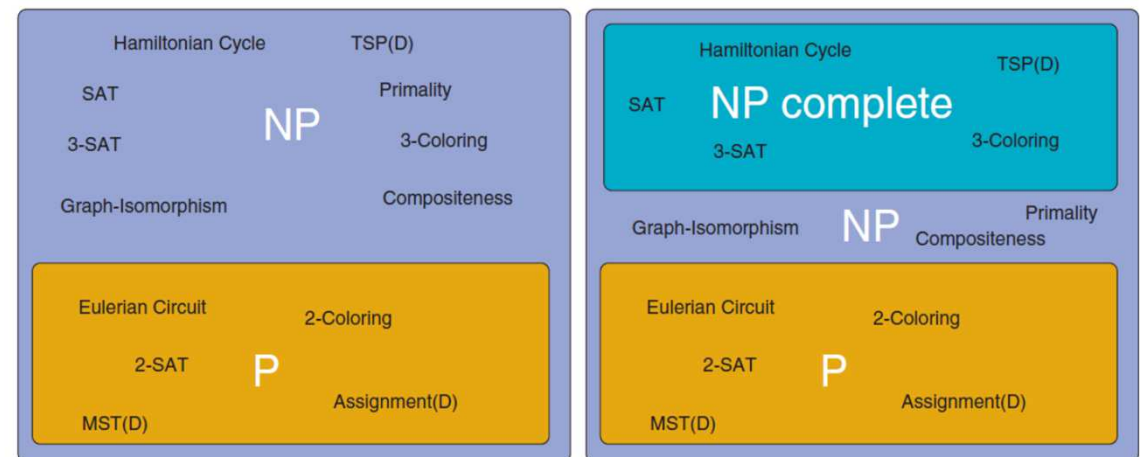 Hamiltonian Cycle
TSP(D)
SAT
Primality
NP
3-SAT
3-Coloring
Graph-Isomorphism
Compositeness
Eulerian Circuit
2-Coloring
2-SAT
P
Assignment(D)
MST(D)
Hamiltonian Cycle
TSP(D)
SAT
NP complete
3-SAT
3-Coloring
Graph-Isomorphism
NP
Primality
Compositeness
Eulerian Circuit
2-Coloring
2-SAT
P
Assignment(D)
MST(D)